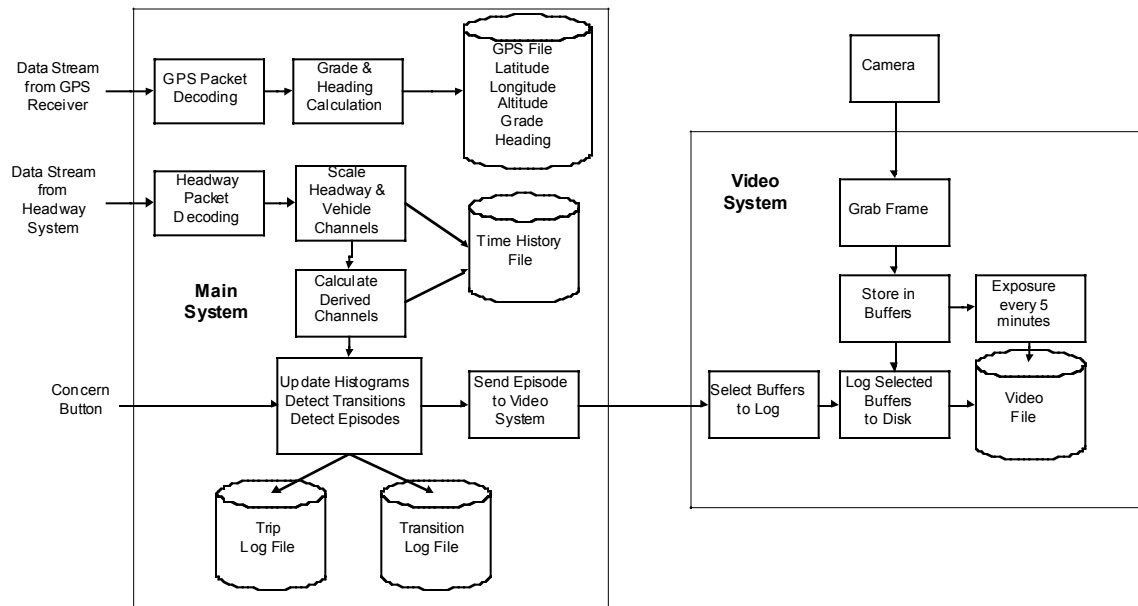 Data Stream
from GPS
Receiver
GPS Packet
Decoding
Grade &
Heading
Calculation
GPS File
Latitude
Longitude
Altitude
Grade
Heading
Data Stream
from
Headway
System
Headway
Packet
Decoding
Scale
Headway &
Vehicle
Channels
Time History
File
Main
System
Calculate
Derived
Channels
Concern
Button
Update Histograms
Detect Transitions
Detect Episodes
Send Episode
to Video
System
Trip
Log File
Transition
Log File
Camera
Video
System
Grab Frame
Store in
Buffers
Exposure
every 5
minutes
Select Buffers
to Log
Log Selected
Buffers
to Disk
Video
File